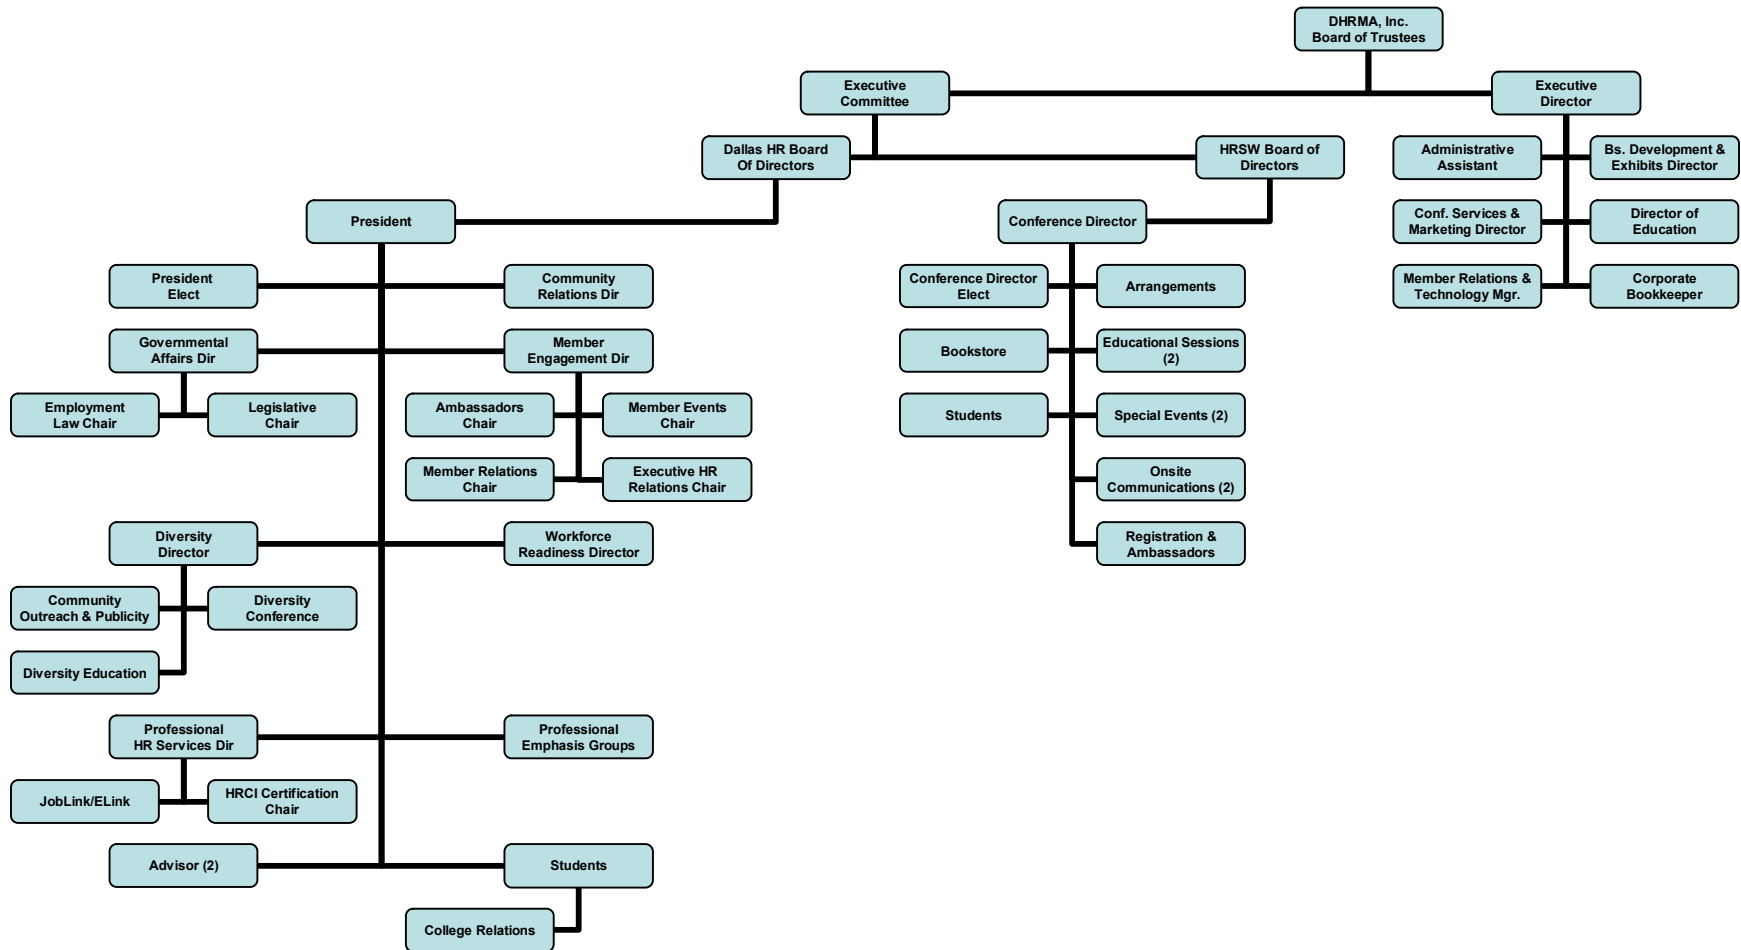 DHRMA, Inc.
Board of Trustees
Executive
Committee
Executive
Director
Dallas HR Board
Of Directors
HRSW Board of
Directors
Administrative
Assistant
Bs. Development &
Exhibits Director
President
Conference Director
Conf. Services &
Marketing Director
Director of
Education
President
Elect
Community
Relations Dir
Conference Director
Elect
Arrangements
Member Relations &
Technology Mgr.
Corporate
Bookkeeper
Governmental
Affairs Dir
Member
Engagement Dir
Bookstore
Educational Sessions
(2)
Employment
Law Chair
Legislative
Chair
Ambassadors
Chair
Member Events
Chair
Students
Special Events (2)
Member Relations
Chair
Executive HR
Relations Chair
Onsite
Communications (2)
Diversity
Director
Workforce
Readiness Director
Registration &
Ambassadors
Community
Outreach & Publicity
Diversity
Conference
Diversity Education
Professional
HR Services Dir
Professional
Emphasis Groups
JobLink/ELink
HRCI Certification
Chair
Advisor (2)
Students
College Relations